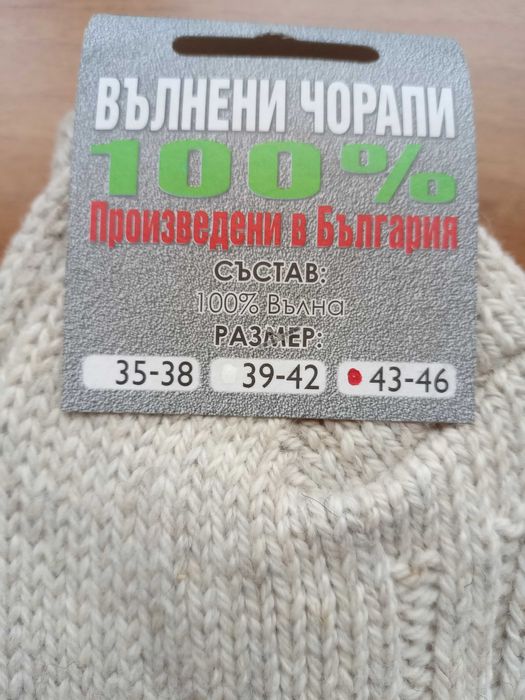 ВЪЛНЕНИ ЧОРАПИ
100%
Произведени в България
СЪСТАВ:
100% Вълна
РАЗМЕР:
35-38 39-42 43-46